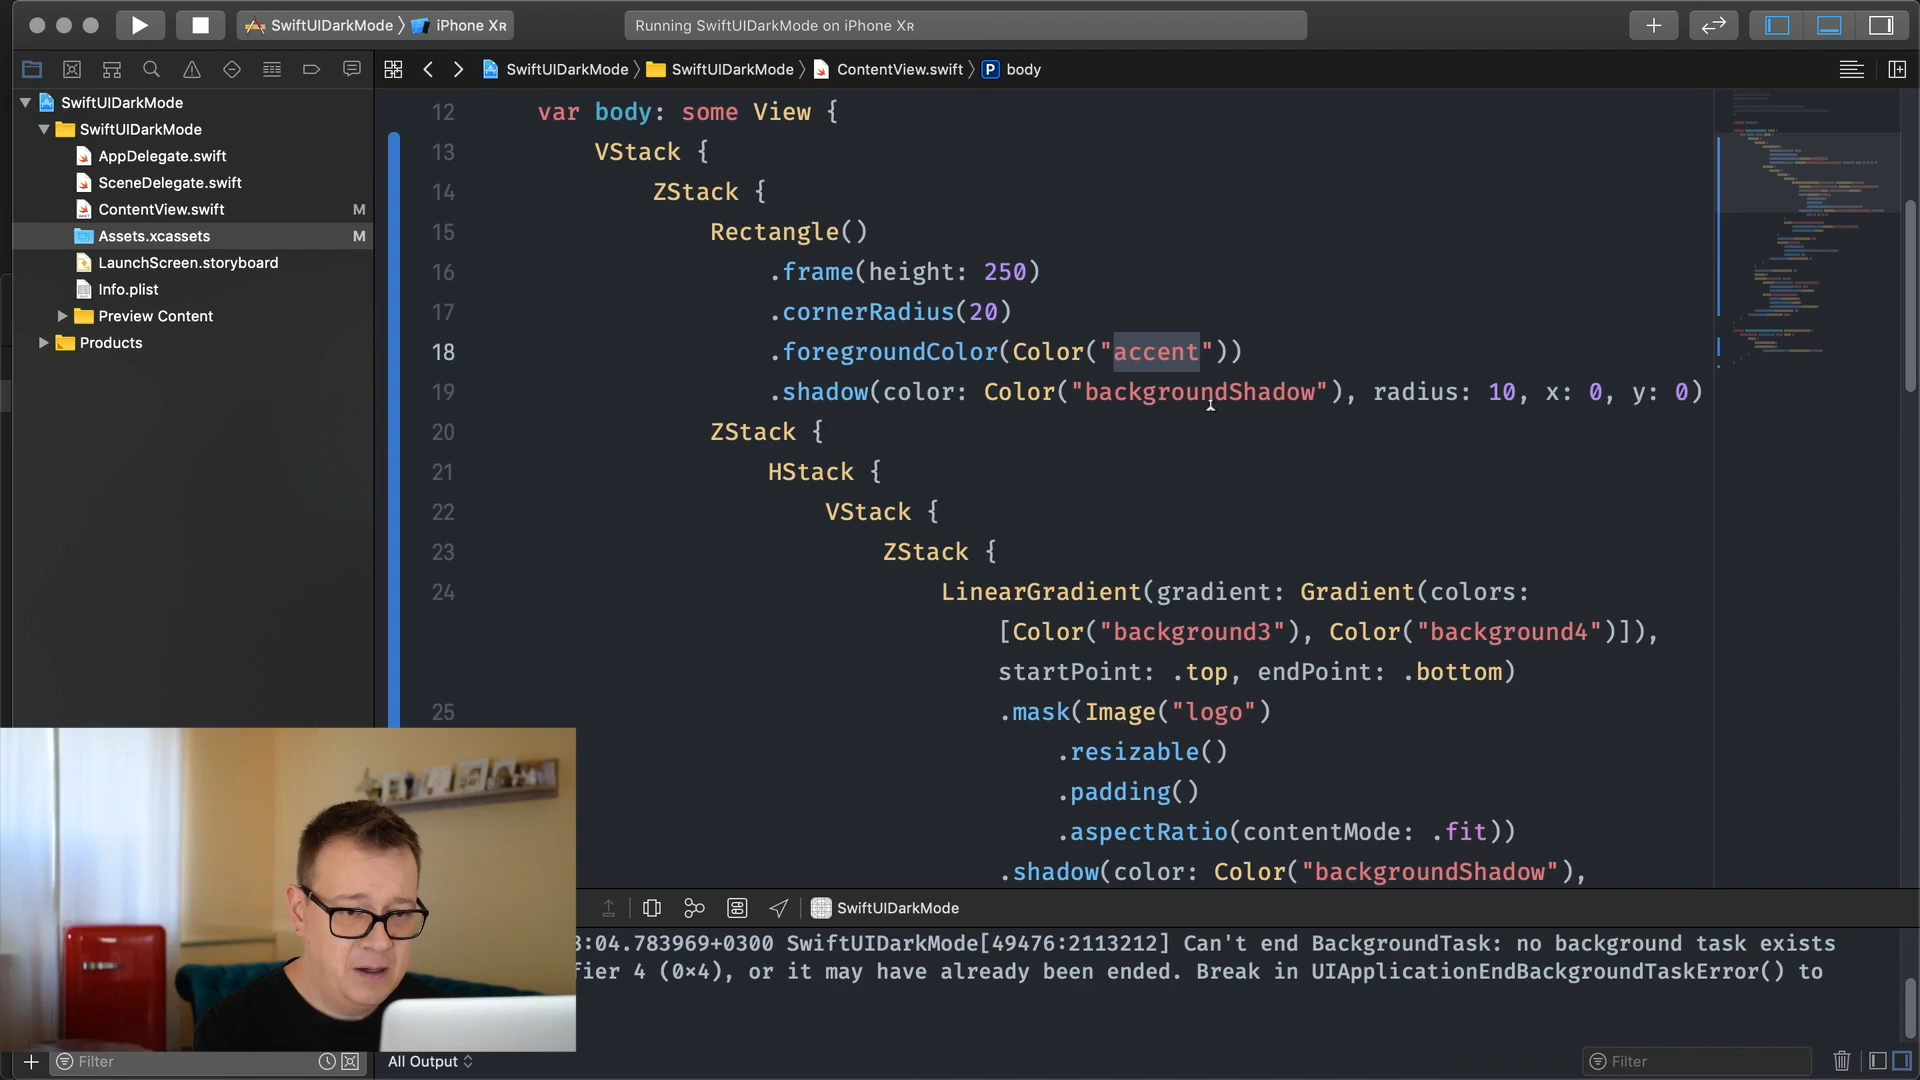 SwiftUIDarkMode 〉 iPhone XR
Running SwiftUIDarkMode on iPhone XR
SwiftUIDarkMode 〉 SwiftUIDarkMode 〉 ContentView.swift 〉 P body
SwiftUIDarkMode
SwiftUIDarkMode
AppDelegate.swift
SceneDelegate.swift
ContentView.swift M
Assets.xcassets M
LaunchScreen.storyboard
Info.plist
Preview Content
Products
12 var body: some View {
13 VStack {
14 ZStack {
15 Rectangle()
16 .frame(height: 250)
17 .cornerRadius(20)
18 .foregroundColor(Color("accent"))
19 .shadow(color: Color("backgroundShadow"), radius: 10, x: 0, y: 0)
20 ZStack {
21 HStack {
22 VStack {
23 ZStack {
24 LinearGradient(gradient: Gradient(colors:
[Color("background3"), Color("background4")]),
startPoint: .top, endPoint: .bottom)
25 .mask(Image("logo")
.resizable()
.padding()
.aspectRatio(contentMode: .fit))
.shadow(color: Color("backgroundShadow"),
SwiftUIDarkMode
3:04.783969+0300 SwiftUIDarkMode[49476:2113212] Can't end BackgroundTask: no background task exists
fier 4 (0×4), or it may have already been ended. Break in UIApplicationEndBackgroundTaskError() to
Filter
All Output
Filter